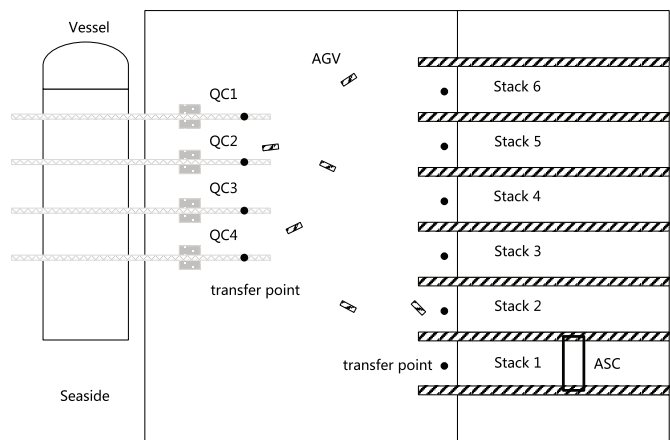 Vessel
AGV
QC1
Stack 6
QC2
Stack 5
QC3
Stack 4
QC4
Stack 3
transfer point
Stack 2
transfer point
Stack 1
ASC
Seaside